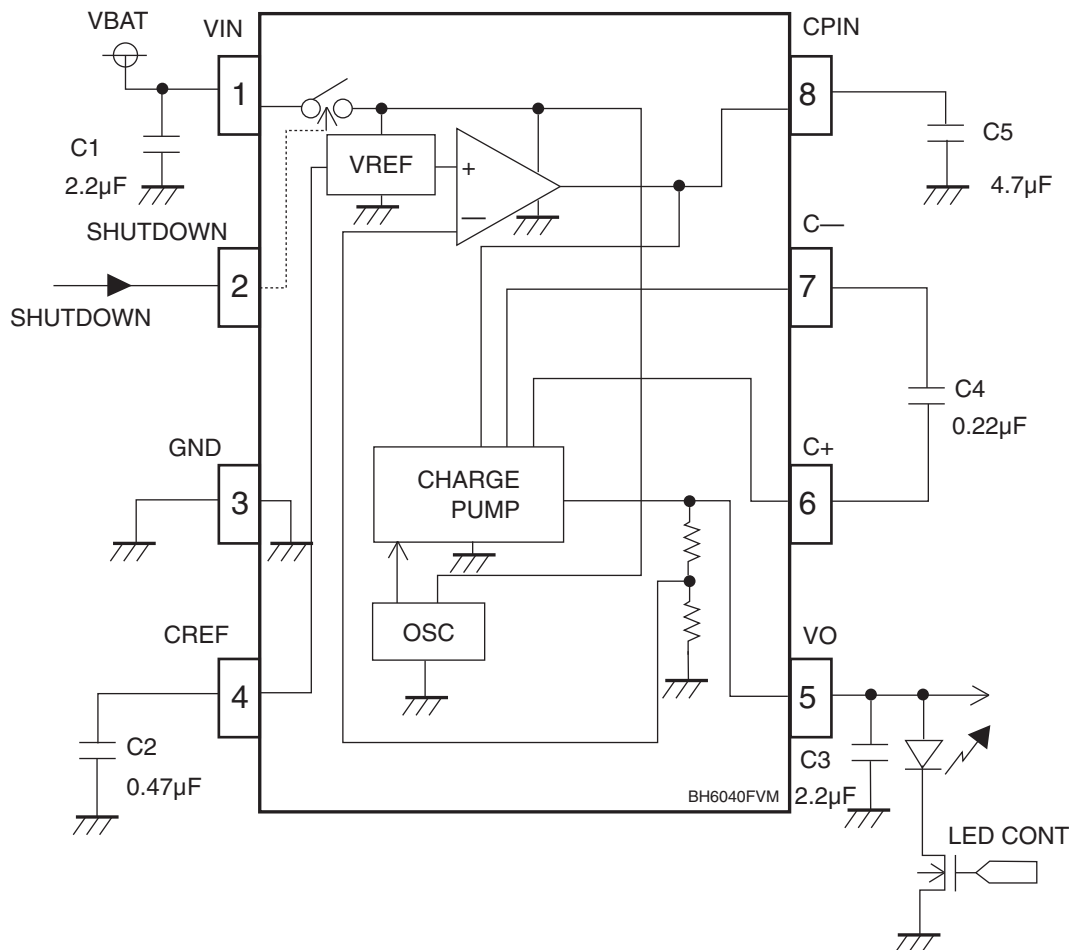 VBAT
VIN
1
C1
2.2µF
SHUTDOWN
2
SHUTDOWN
GND
3
CREF
4
C2
0.47µF
VREF
+
—
CHARGE
PUMP
OSC
BH6040FVM
CPIN
8
C5
4.7µF
C—
7
C4
0.22µF
C+
6
VO
5
C3
2.2µF
LED CONT